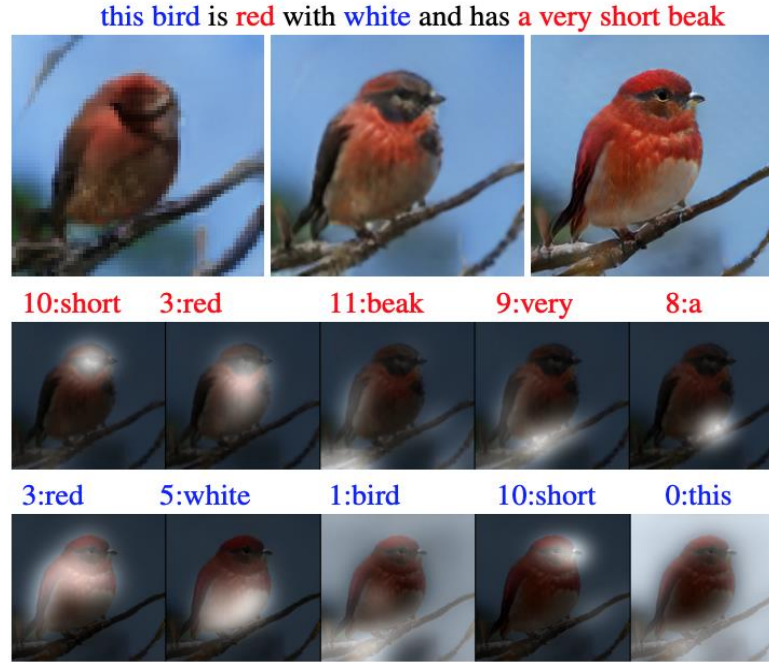 this bird is red with white and has a very short beak
10:short 3:red 11:beak 9:very 8:a
3:red 5:white 1:bird 10:short 0:this